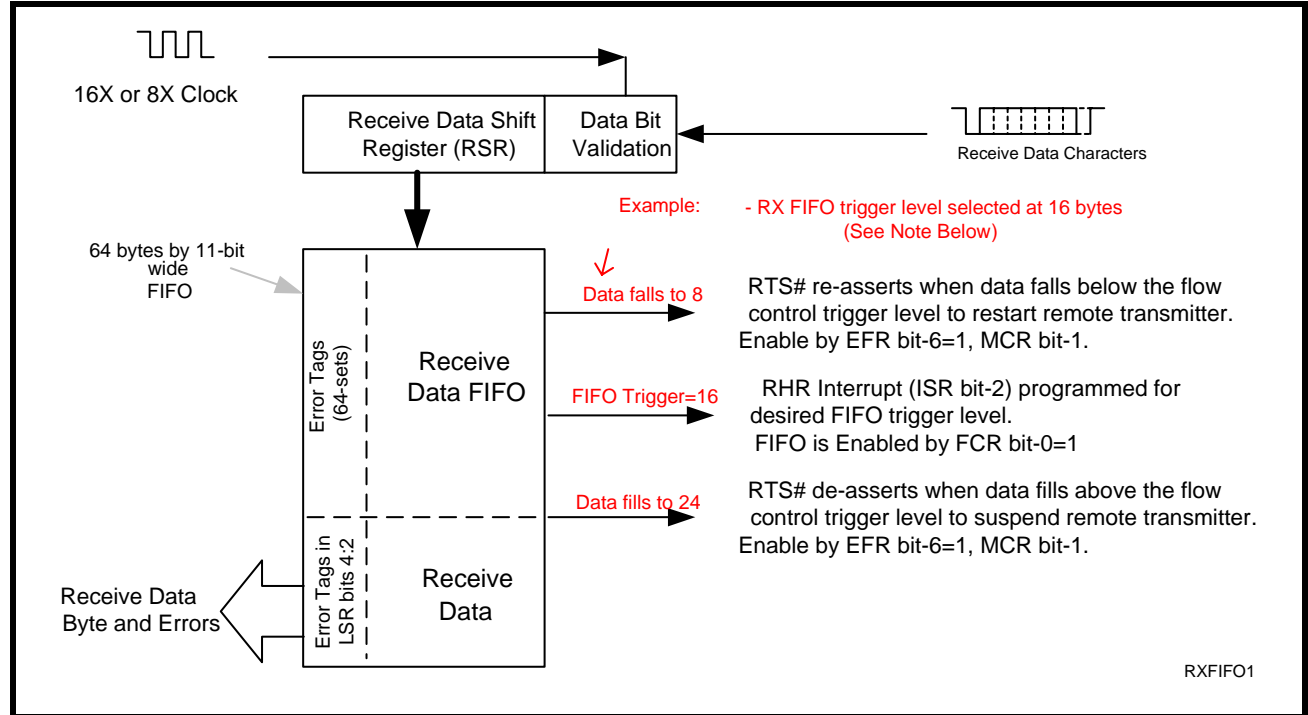 16X or 8X Clock
Receive Data Shift
Register (RSR)
Data Bit
Validation
Receive Data Characters
Example:
- RX FIFO trigger level selected at 16 bytes
(See Note Below)
64 bytes by 11-bit
wide
FIFO
Data falls to 8
RTS# re-asserts when data falls below the flow
control trigger level to restart remote transmitter.
Enable by EFR bit-6=1, MCR bit-1.
Error Tags
(64-sets)
Receive
Data FIFO
FIFO Trigger=16
RHR Interrupt (ISR bit-2) programmed for
desired FIFO trigger level.
FIFO is Enabled by FCR bit-0=1
Data fills to 24
RTS# de-asserts when data fills above the flow
control trigger level to suspend remote transmitter.
Enable by EFR bit-6=1, MCR bit-1.
Error Tags in
LSR bits 4:2
Receive
Data
Receive Data
Byte and Errors
RXFIFO1